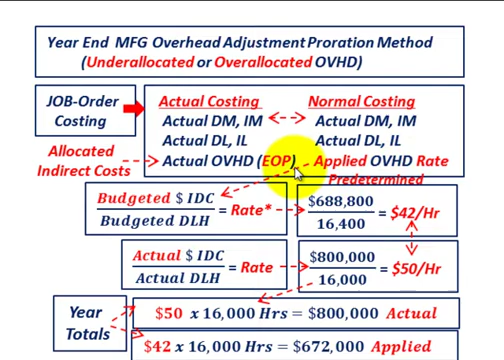 Year End MFG Overhead Adjustment Proration Method
(Underallocated or Overallocated OVHD)
JOB-Order
Costing
Actual Costing
Normal Costing
Actual DM, IM
Actual DM, IM
Actual DL, IL
Actual DL, IL
Allocated
Indirect Costs
Actual OVHD (EOP)
Applied OVHD Rate
Predetermined
Budgeted $ IDC
Budgeted DLH
= Rate*
$688,800
16,400
= $42/Hr
Actual $ IDC
Actual DLH
= Rate
$800,000
16,000
= $50/Hr
Year
Totals
$50 x 16,000 Hrs = $800,000 Actual
$42 x 16,000 Hrs = $672,000 Applied